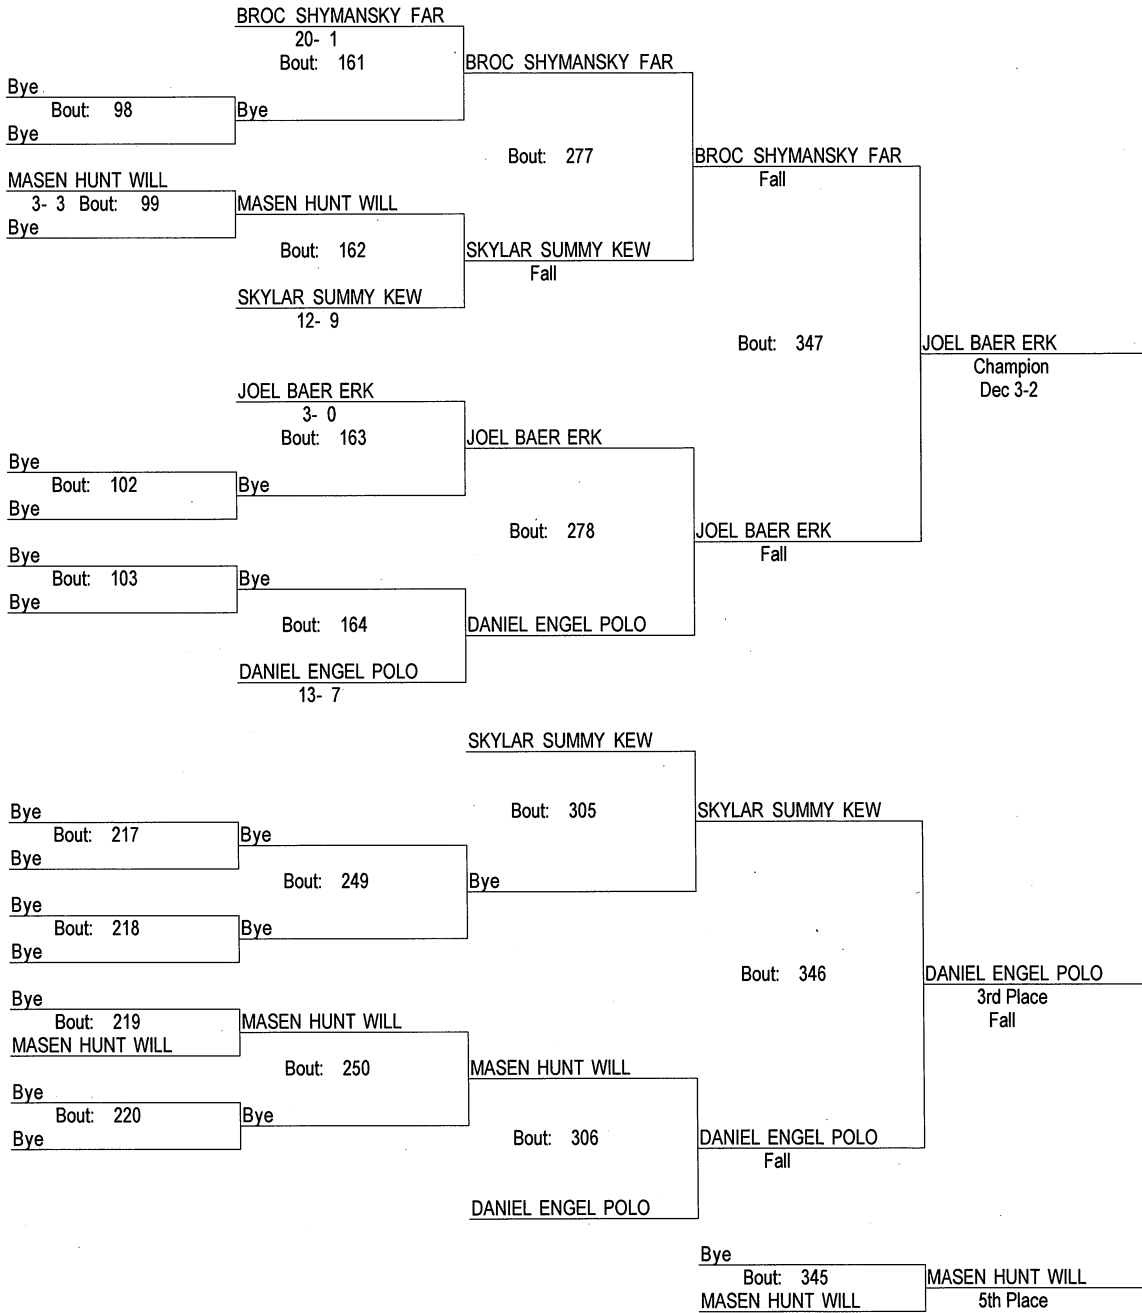 BROC SHYMANSKY FAR
20- 1
Bout: 161
BROC SHYMANSKY FAR
Bye
Bout: 98
Bye
Bye
Bout: 277
BROC SHYMANSKY FAR
Fall
MASEN HUNT WILL
3- 3 Bout: 99
MASEN HUNT WILL
Bye
Bout: 162
SKYLAR SUMMY KEW
Fall
SKYLAR SUMMY KEW
12- 9
Bout: 347
JOEL BAER ERK
Champion
Dec 3-2
JOEL BAER ERK
3- 0
Bout: 163
JOEL BAER ERK
Bye
Bout: 102
Bye
Bye
Bout: 278
JOEL BAER ERK
Fall
Bye
Bout: 103
Bye
Bye
Bout: 164
DANIEL ENGEL POLO
DANIEL ENGEL POLO
13- 7
SKYLAR SUMMY KEW
Bout: 305
SKYLAR SUMMY KEW
Bye
Bout: 217
Bye
Bye
Bout: 249
Bye
Bye
Bout: 218
Bye
Bye
Bout: 346
DANIEL ENGEL POLO
3rd Place
Fall
Bye
Bout: 219
MASEN HUNT WILL
MASEN HUNT WILL
Bout: 250
MASEN HUNT WILL
Bye
Bout: 220
Bye
Bye
Bout: 306
DANIEL ENGEL POLO
Fall
DANIEL ENGEL POLO
Bye
Bout: 345
MASEN HUNT WILL
MASEN HUNT WILL
5th Place